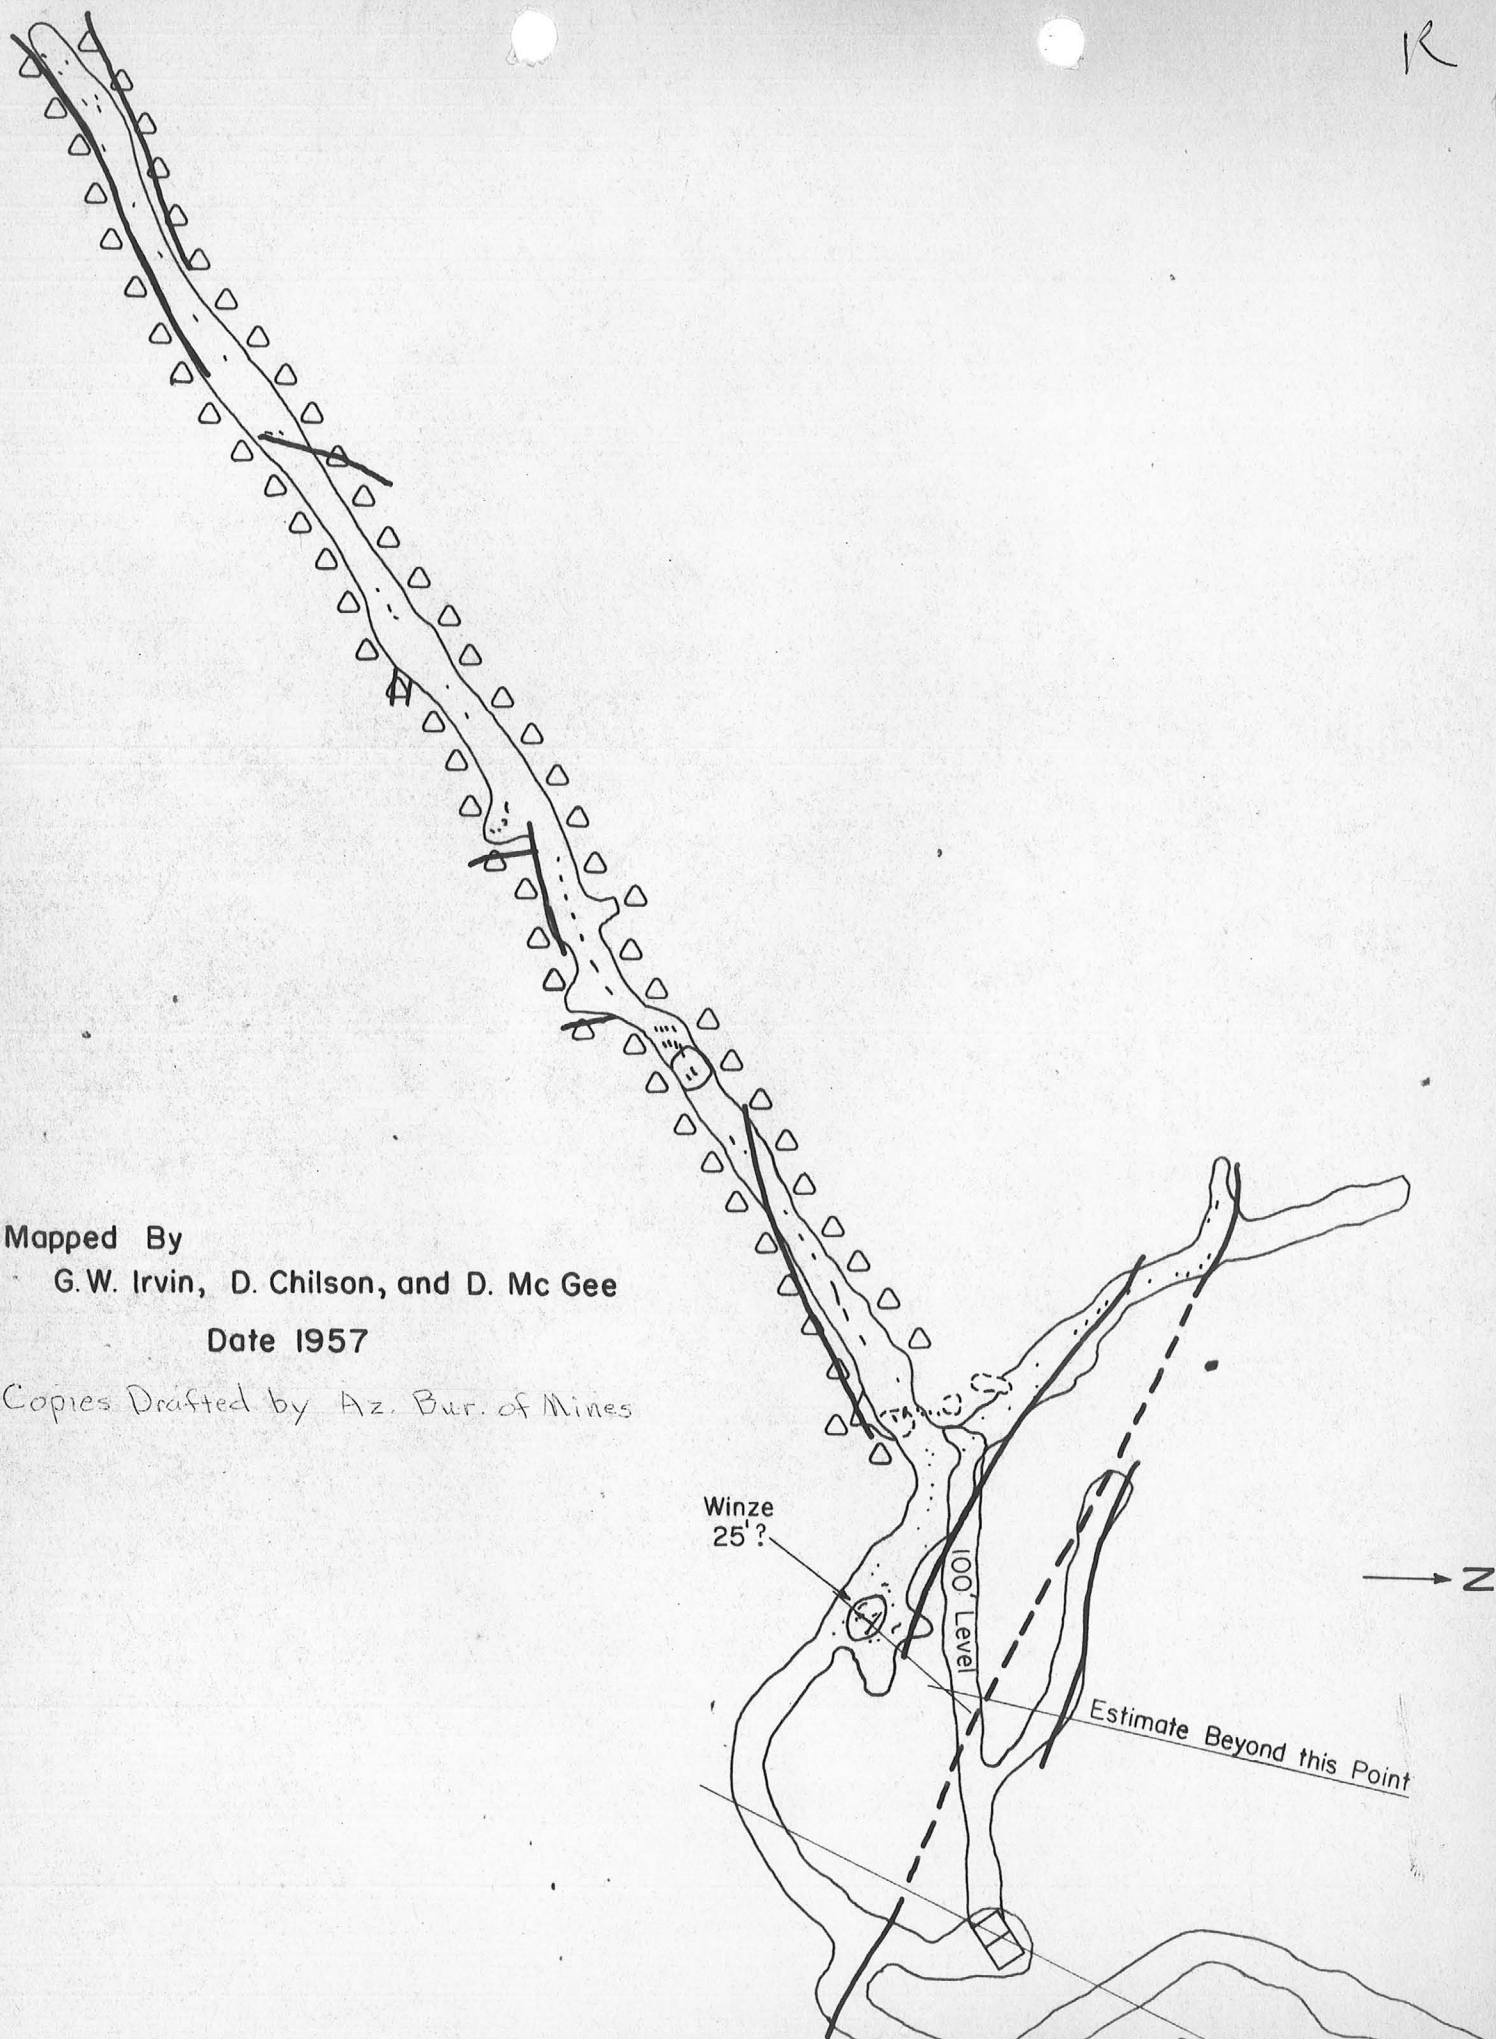 R
Mapped By
G.W. Irvin, D. Chilson, and D. Mc Gee
Date 1957
Copies Drafted by Az. Bur. of Mines
Winze
25'?
100' Level
N
Estimate Beyond this Point